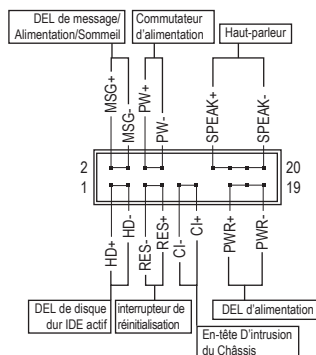 DEL de message/
Alimentation/Sommeil
Commutateur
d'alimentation
Haut-parleur
MSG+
MSG-
PW+
PW-
SPEAK+
SPEAK-
2
20
1
19
HD+
HD-
RES-
RES+
CI-
CI+
PWR+
PWR-
DEL de disque
dur IDE actif
interrupteur de
réinitialisation
DEL d'alimentation
En-tête D'intrusion
du Châssis